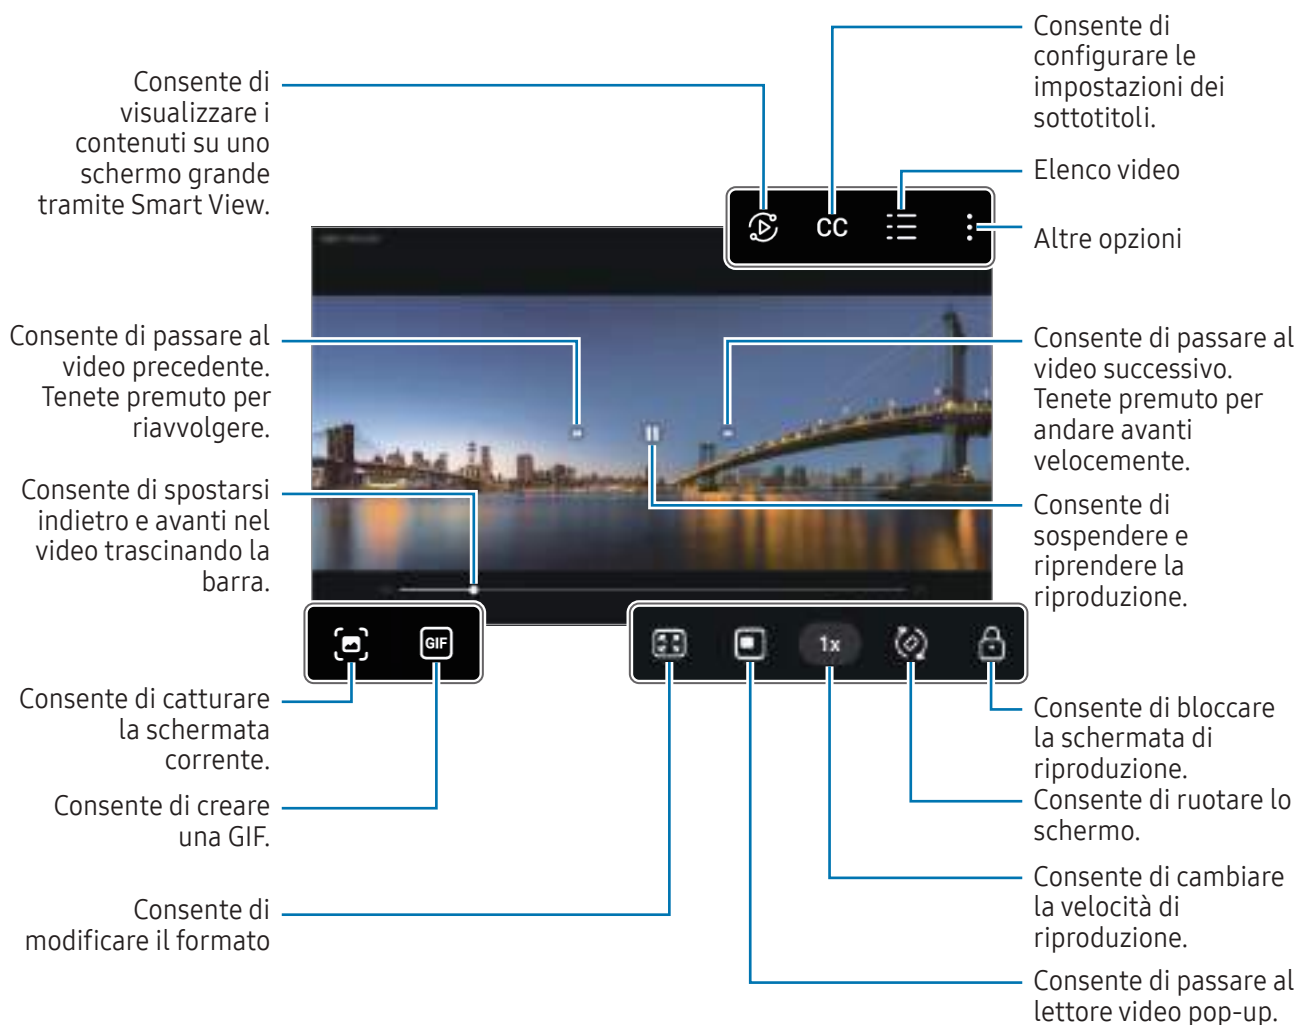 Consente di
configurare le
impostazioni dei
sottotitoli.
Consente di
visualizzare i
contenuti su uno
schermo grande
tramite Smart View.
Elenco video
Altre opzioni
CC
Consente di passare al
video precedente.
Tenete premuto per
riavvolgere.
Consente di passare al
video successivo.
Tenete premuto per
andare avanti
velocemente.
Consente di spostarsi
indietro e avanti nel
video trascinando la
barra.
Consente di
sospendere e
riprendere la
riproduzione.
GIF
1x
Consente di catturare
la schermata
corrente.
Consente di bloccare
la schermata di
riproduzione.
Consente di creare
una GIF.
Consente di ruotare lo
schermo.
Consente di
modificare il formato
Consente di cambiare
la velocità di
riproduzione.
Consente di passare al
lettore video pop-up.